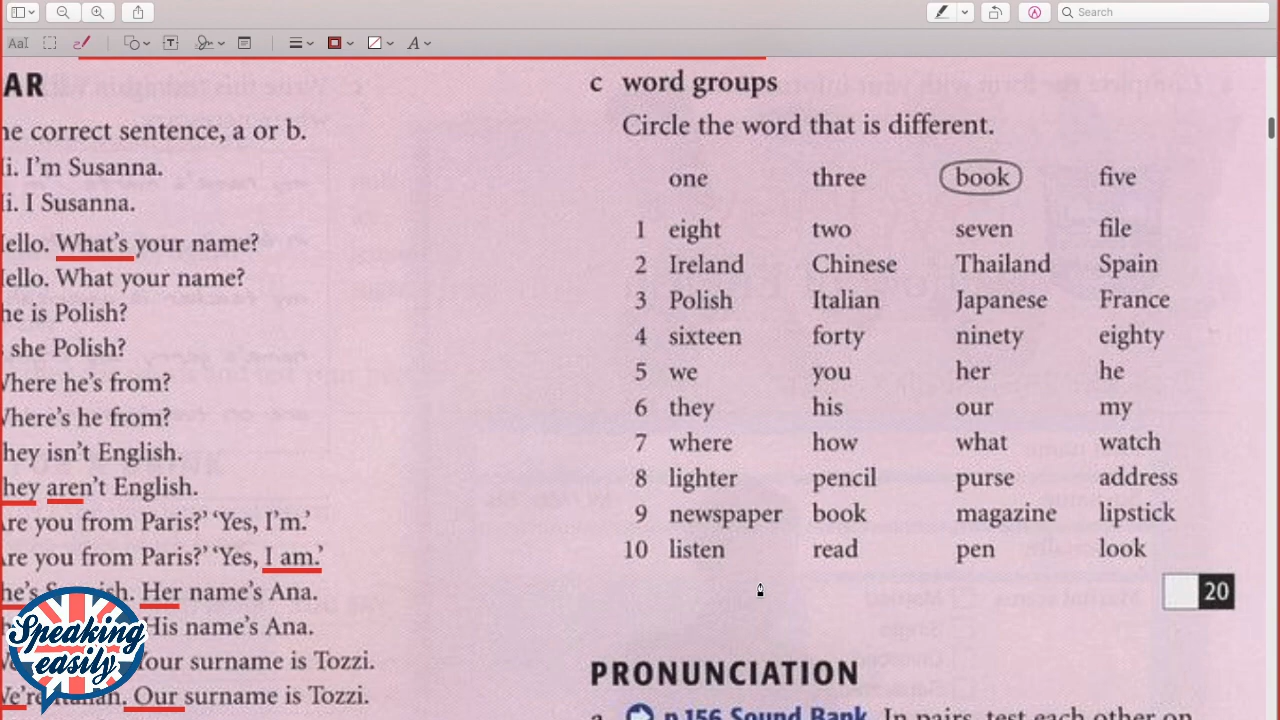 Search
AaI
T
A
AR
c word groups
ne correct sentence, a or b.
Circle the word that is different.
i. I'm Susanna.
one three book five
i. I Susanna.
1 eight two seven file
ello. What's your name?
2 Ireland Chinese Thailand Spain
ello. What your name?
3 Polish Italian Japanese France
he is Polish?
4 sixteen forty ninety eighty
she Polish?
5 we you her he
Where he's from?
6 they his our my
Where's he from?
7 where how what watch
hey isn't English.
8 lighter pencil purse address
hey aren't English.
9 newspaper book magazine lipstick
re you from Paris?' 'Yes, I'm.'
10 listen read pen look
re you from Paris?' 'Yes, I am.'
20
Her name's Ana.
His name's Ana.
Your surname is Tozzi.
Our surname is Tozzi.
Speaking
easily
PRONUNCIATION
a p.156 Sound Bank. In pairs, test each other on